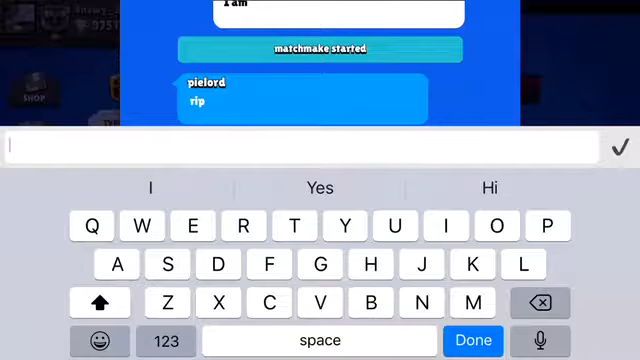 I am
matchmake started
pielord
rip
SHOP
I Yes Hi
Q W E R T Y U I O P
A S D F G H J K L
Z X C V B N M
123 space Done